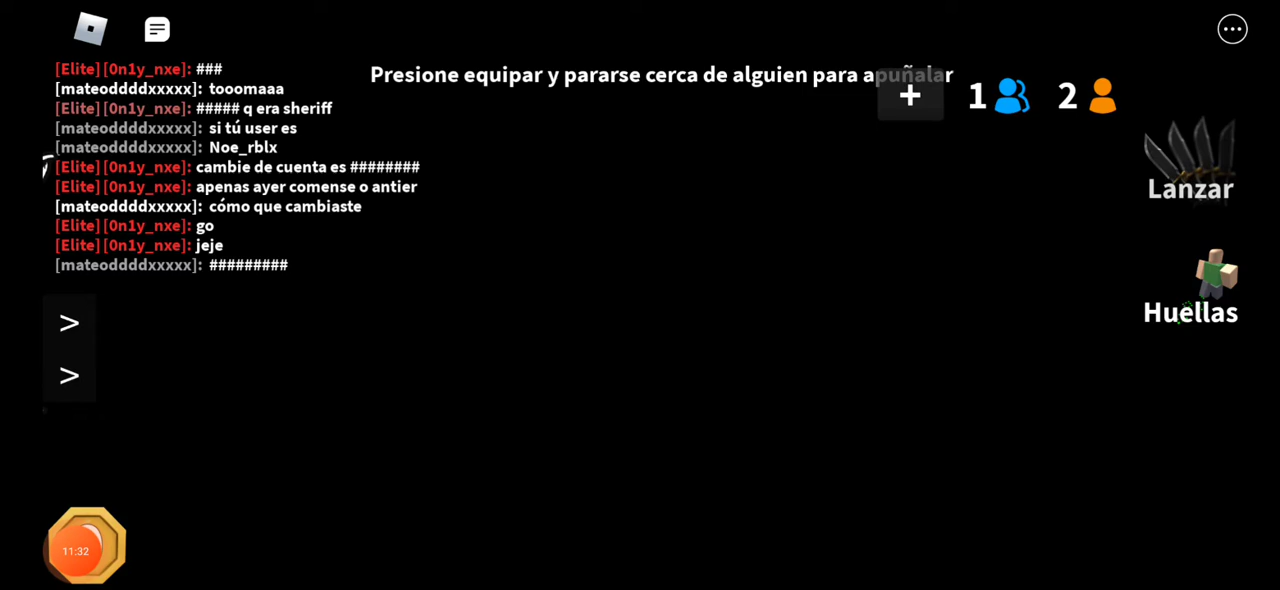 Presione equipar y pararse cerca de alguien para apuñalar
[Elite][0n1y_nxe]: ###
[mateoddddxxxxx]: tooomaaa
[Elite][0n1y_nxe]: ##### q era sheriff
[mateoddddxxxxx]: si tú user es
[mateoddddxxxxx]: Noe_rblx
[Elite][0n1y_nxe]: cambie de cuenta es ########
[Elite][0n1y_nxe]: apenas ayer comense o antier
[mateoddddxxxxx]: cómo que cambiaste
[Elite][0n1y_nxe]: go
[Elite][0n1y_nxe]: jeje
[mateoddddxxxxx]: #########
+
1
2
Lanzar
Huellas
>
>
11:32